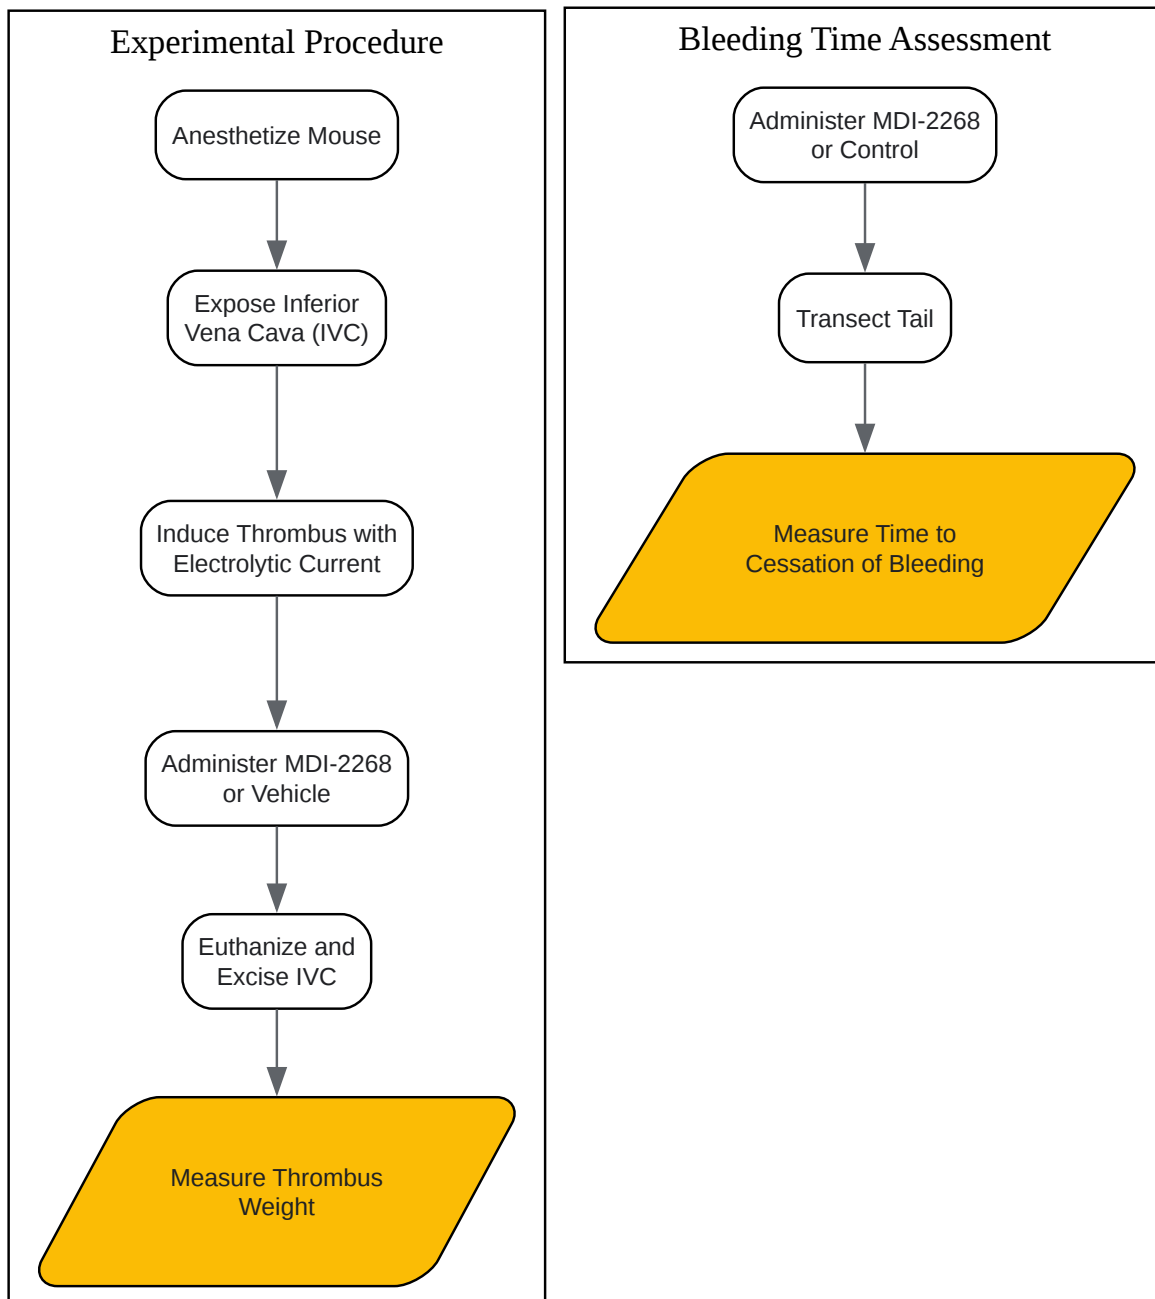 Experimental Procedure
Anesthetize Mouse
Expose Inferior
Vena Cava (IVC)
Induce Thrombus with
Electrolytic Current
Administer MDI-2268
or Vehicle
Euthanize and
Excise IVC
Measure Thrombus
Weight
Bleeding Time Assessment
Administer MDI-2268
or Control
Transect Tail
Measure Time to
Cessation of Bleeding